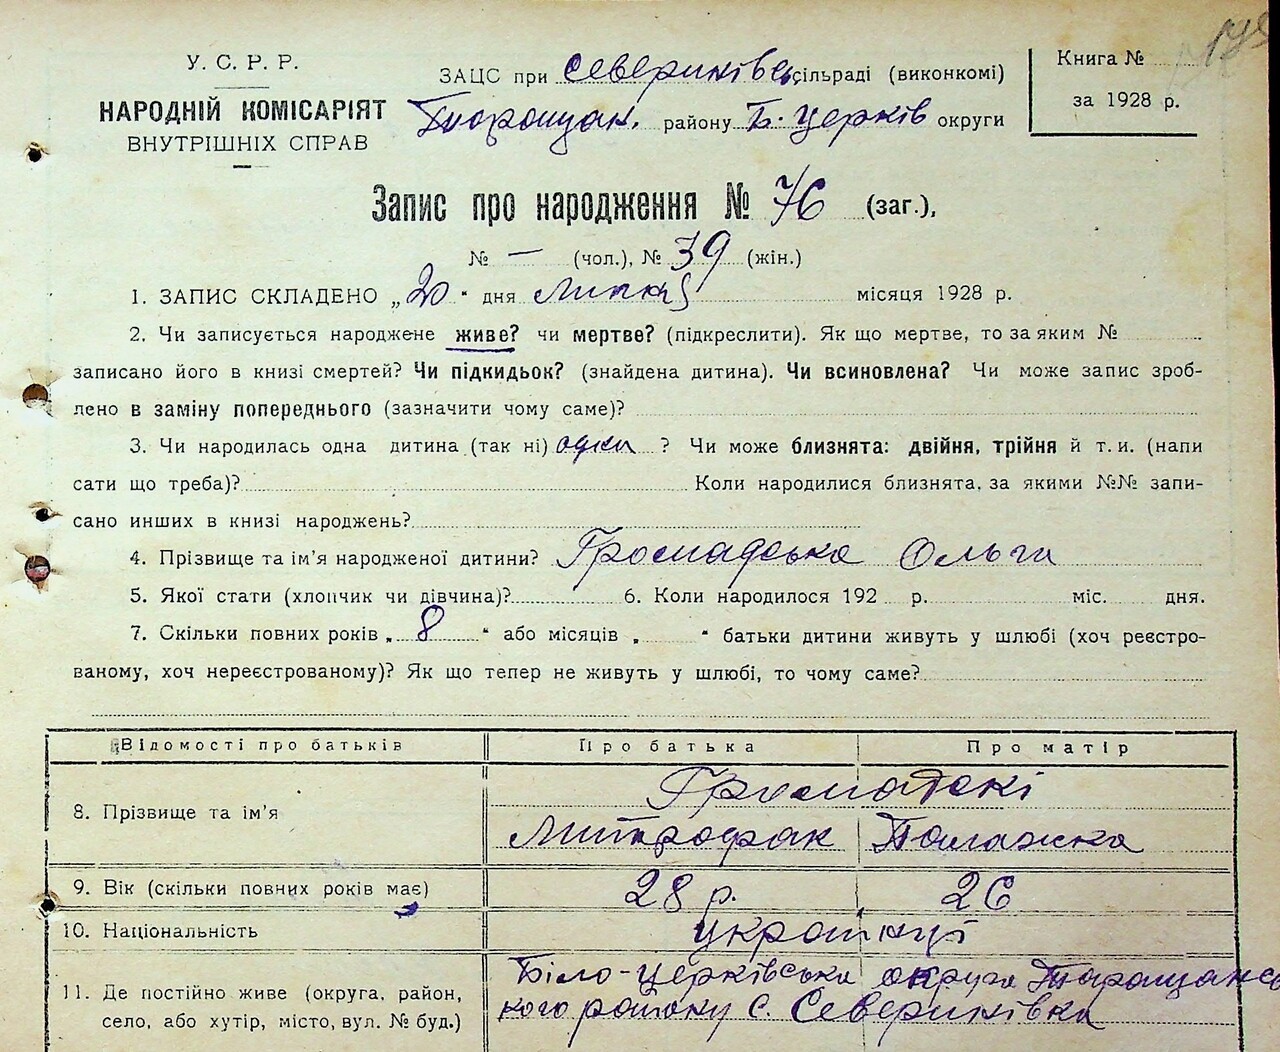 У. С. Р. Р.
НАРОДНІЙ КОМІСАРІЯТ
ВНУТРІШНІХ СПРАВ
ЗАЦС при Севериківс. сільраді (виконкомі)
Таращан. району Б.-Церків округи
Книга №
за 1928 р.
Запис про народження № 76 (заг.),
№ — (чол.), № 39 (жін.)
1. ЗАПИС СКЛАДЕНО „20" дня Липня місяця 1928 р.
2. Чи записується народжене живе? чи мертве? (підкреслити). Як що мертве, то за яким №
записано його в книзі смертей? Чи підкидьок? (знайдена дитина). Чи всиновлена? Чи може запис зроб-
лено в заміну попереднього (зазначити чому саме)?
3. Чи народилась одна дитина (так ні) одна ? Чи може близнята: двійня, трійня й т. и. (напи
сати що треба)? Коли народилися близнята, за якими №№ запи-
сано инших в книзі народжень?
4. Прізвище та ім'я народженої дитини? Громадська Ольга
5. Якої стати (хлопчик чи дівчина)? 6. Коли народилося 192 р. міс. дня.
7. Скільки повних років „ 8 " або місяців „ " батьки дитини живуть у шлюбі (хоч реєстро-
ваному, хоч нереєстрованому)? Як що тепер не живуть у шлюбі, то чому саме?
Відомості про батьків Про батька Про матір
8. Прізвище та ім'я Громадскі
Митрофан Палажка
9. Вік (скільки повних років має) 28 р. 26
10. Національність українці
11. Де постійно живе (округа, район,
село, або хутір, місто, вул. № буд.)
Біло-Церківська округа Таращансь
кого району с. Севериківка